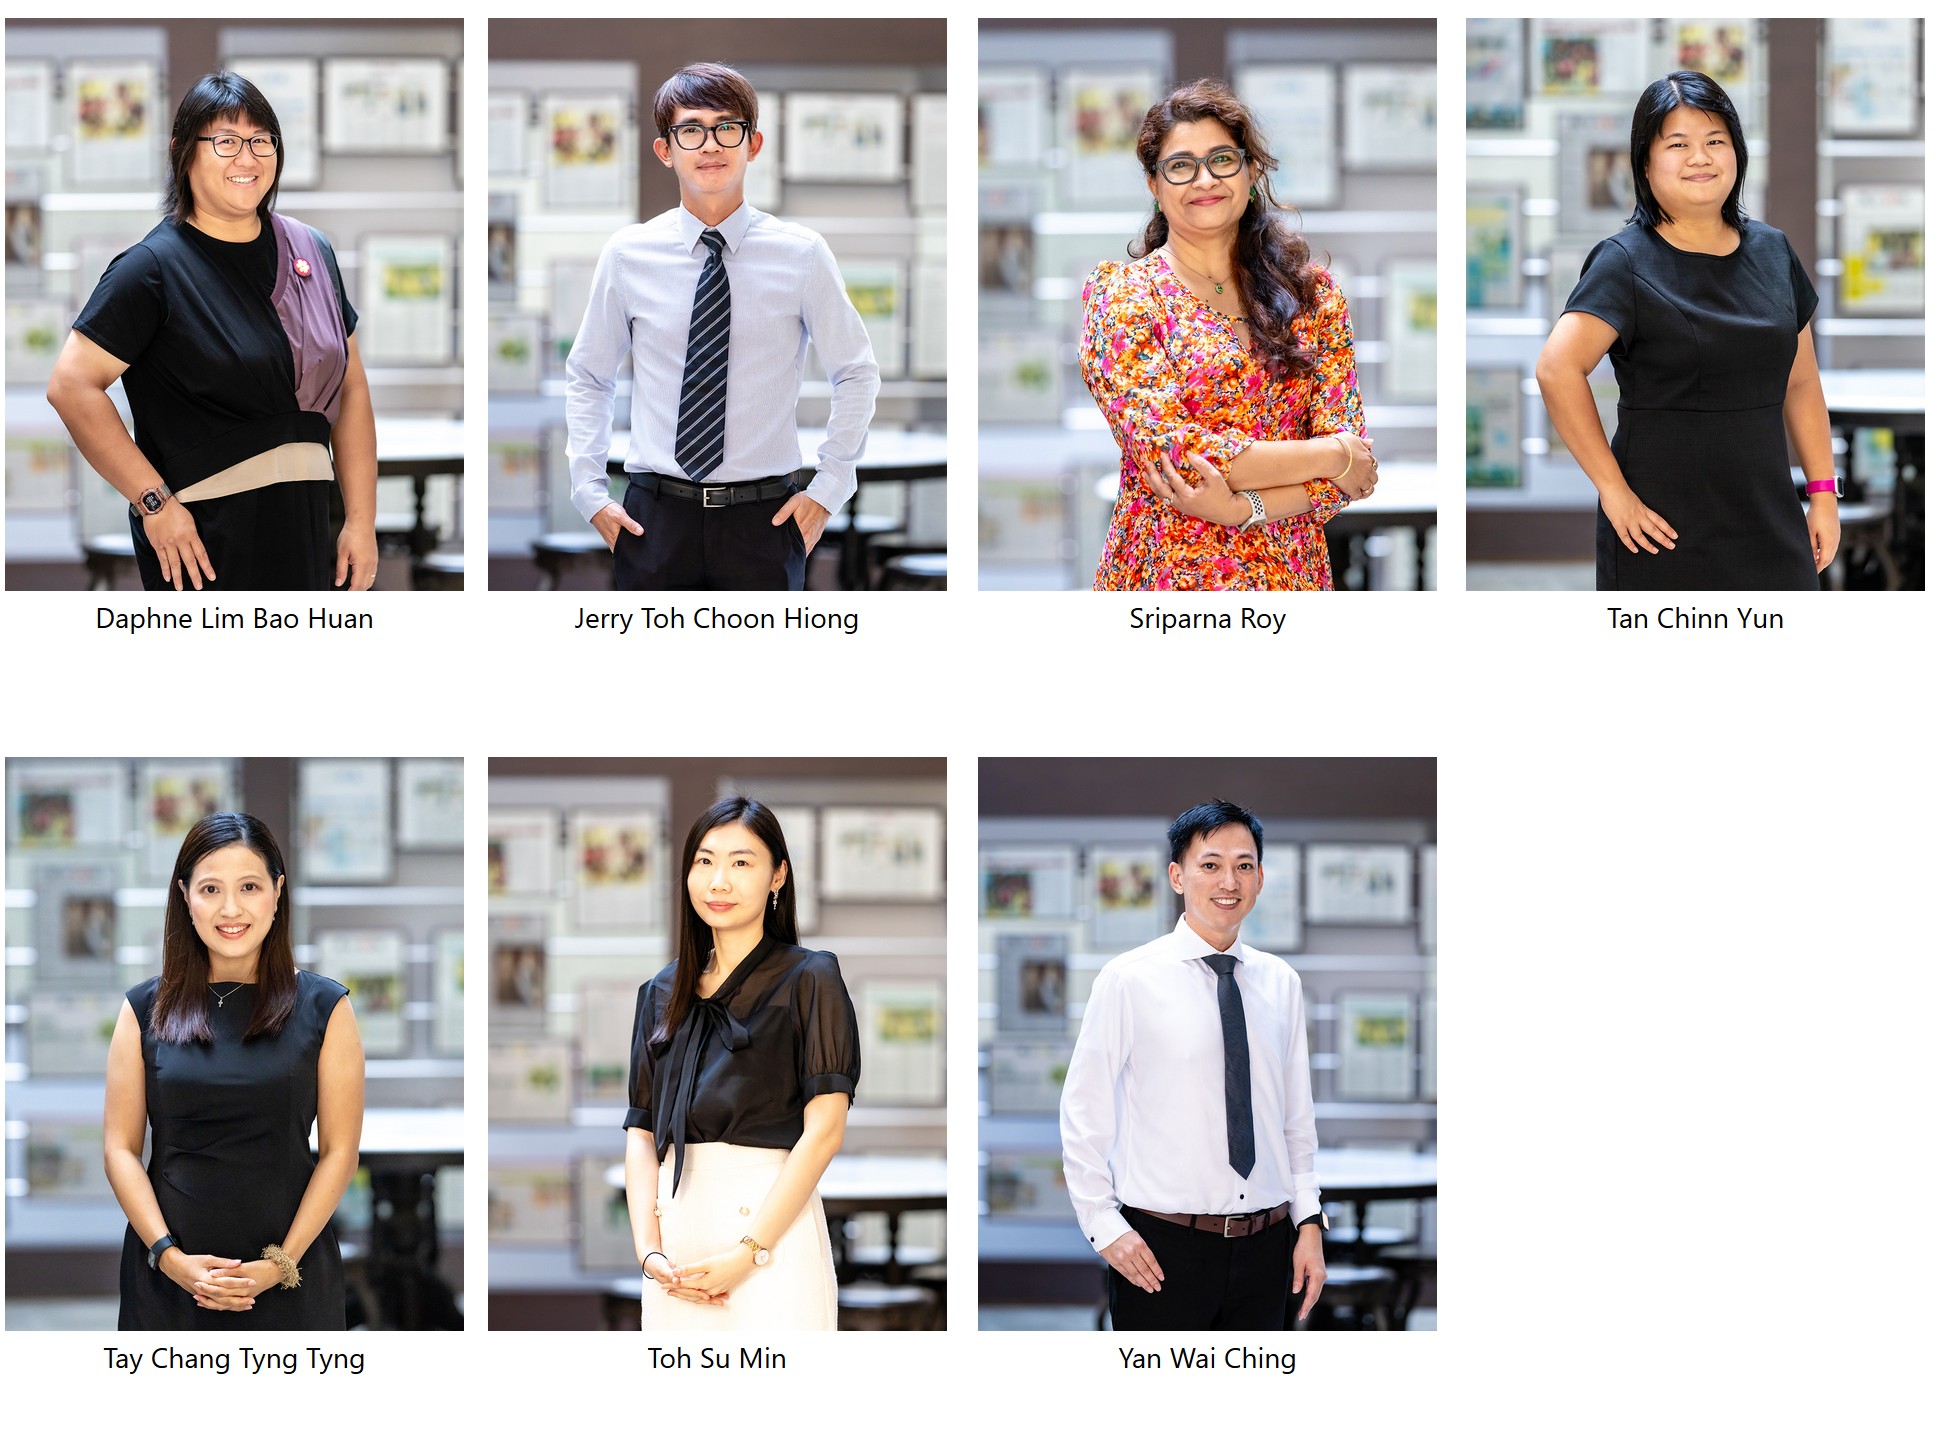 Daphne Lim Bao Huan
Jerry Toh Choon Hiong
Sriparna Roy
Tan Chinn Yun
Tay Chang Tyng Tyng
Toh Su Min
Yan Wai Ching